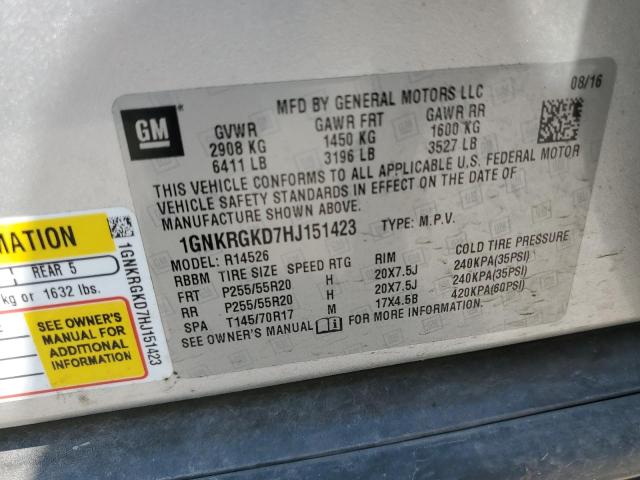 GM
MFD BY GENERAL MOTORS LLC
08/16
GVWR GAWR FRT GAWR RR
2908 KG 1450 KG 1600 KG
6411 LB 3196 LB 3527 LB
THIS VEHICLE CONFORMS TO ALL APPLICABLE U.S. FEDERAL MOTOR
VEHICLE SAFETY STANDARDS IN EFFECT ON THE DATE OF
MANUFACTURE SHOWN ABOVE.
1GNKRGKD7HJ151423 TYPE: M.P.V.
MODEL: R14526
RBBM TIRE SIZE SPEED RTG RIM COLD TIRE PRESSURE
FRT P255/55R20 H 20X7.5J 240KPA(35PSI)
RR P255/55R20 H 20X7.5J 240KPA(35PSI)
SPA T145/70R17 M 17X4.5B 420KPA(60PSI)
SEE OWNER'S MANUAL FOR MORE INFORMATION
REAR 5
kg or 1632 lbs.
SEE OWNER'S
MANUAL FOR
ADDITIONAL
INFORMATION
1GNKRGKD7HJ151423